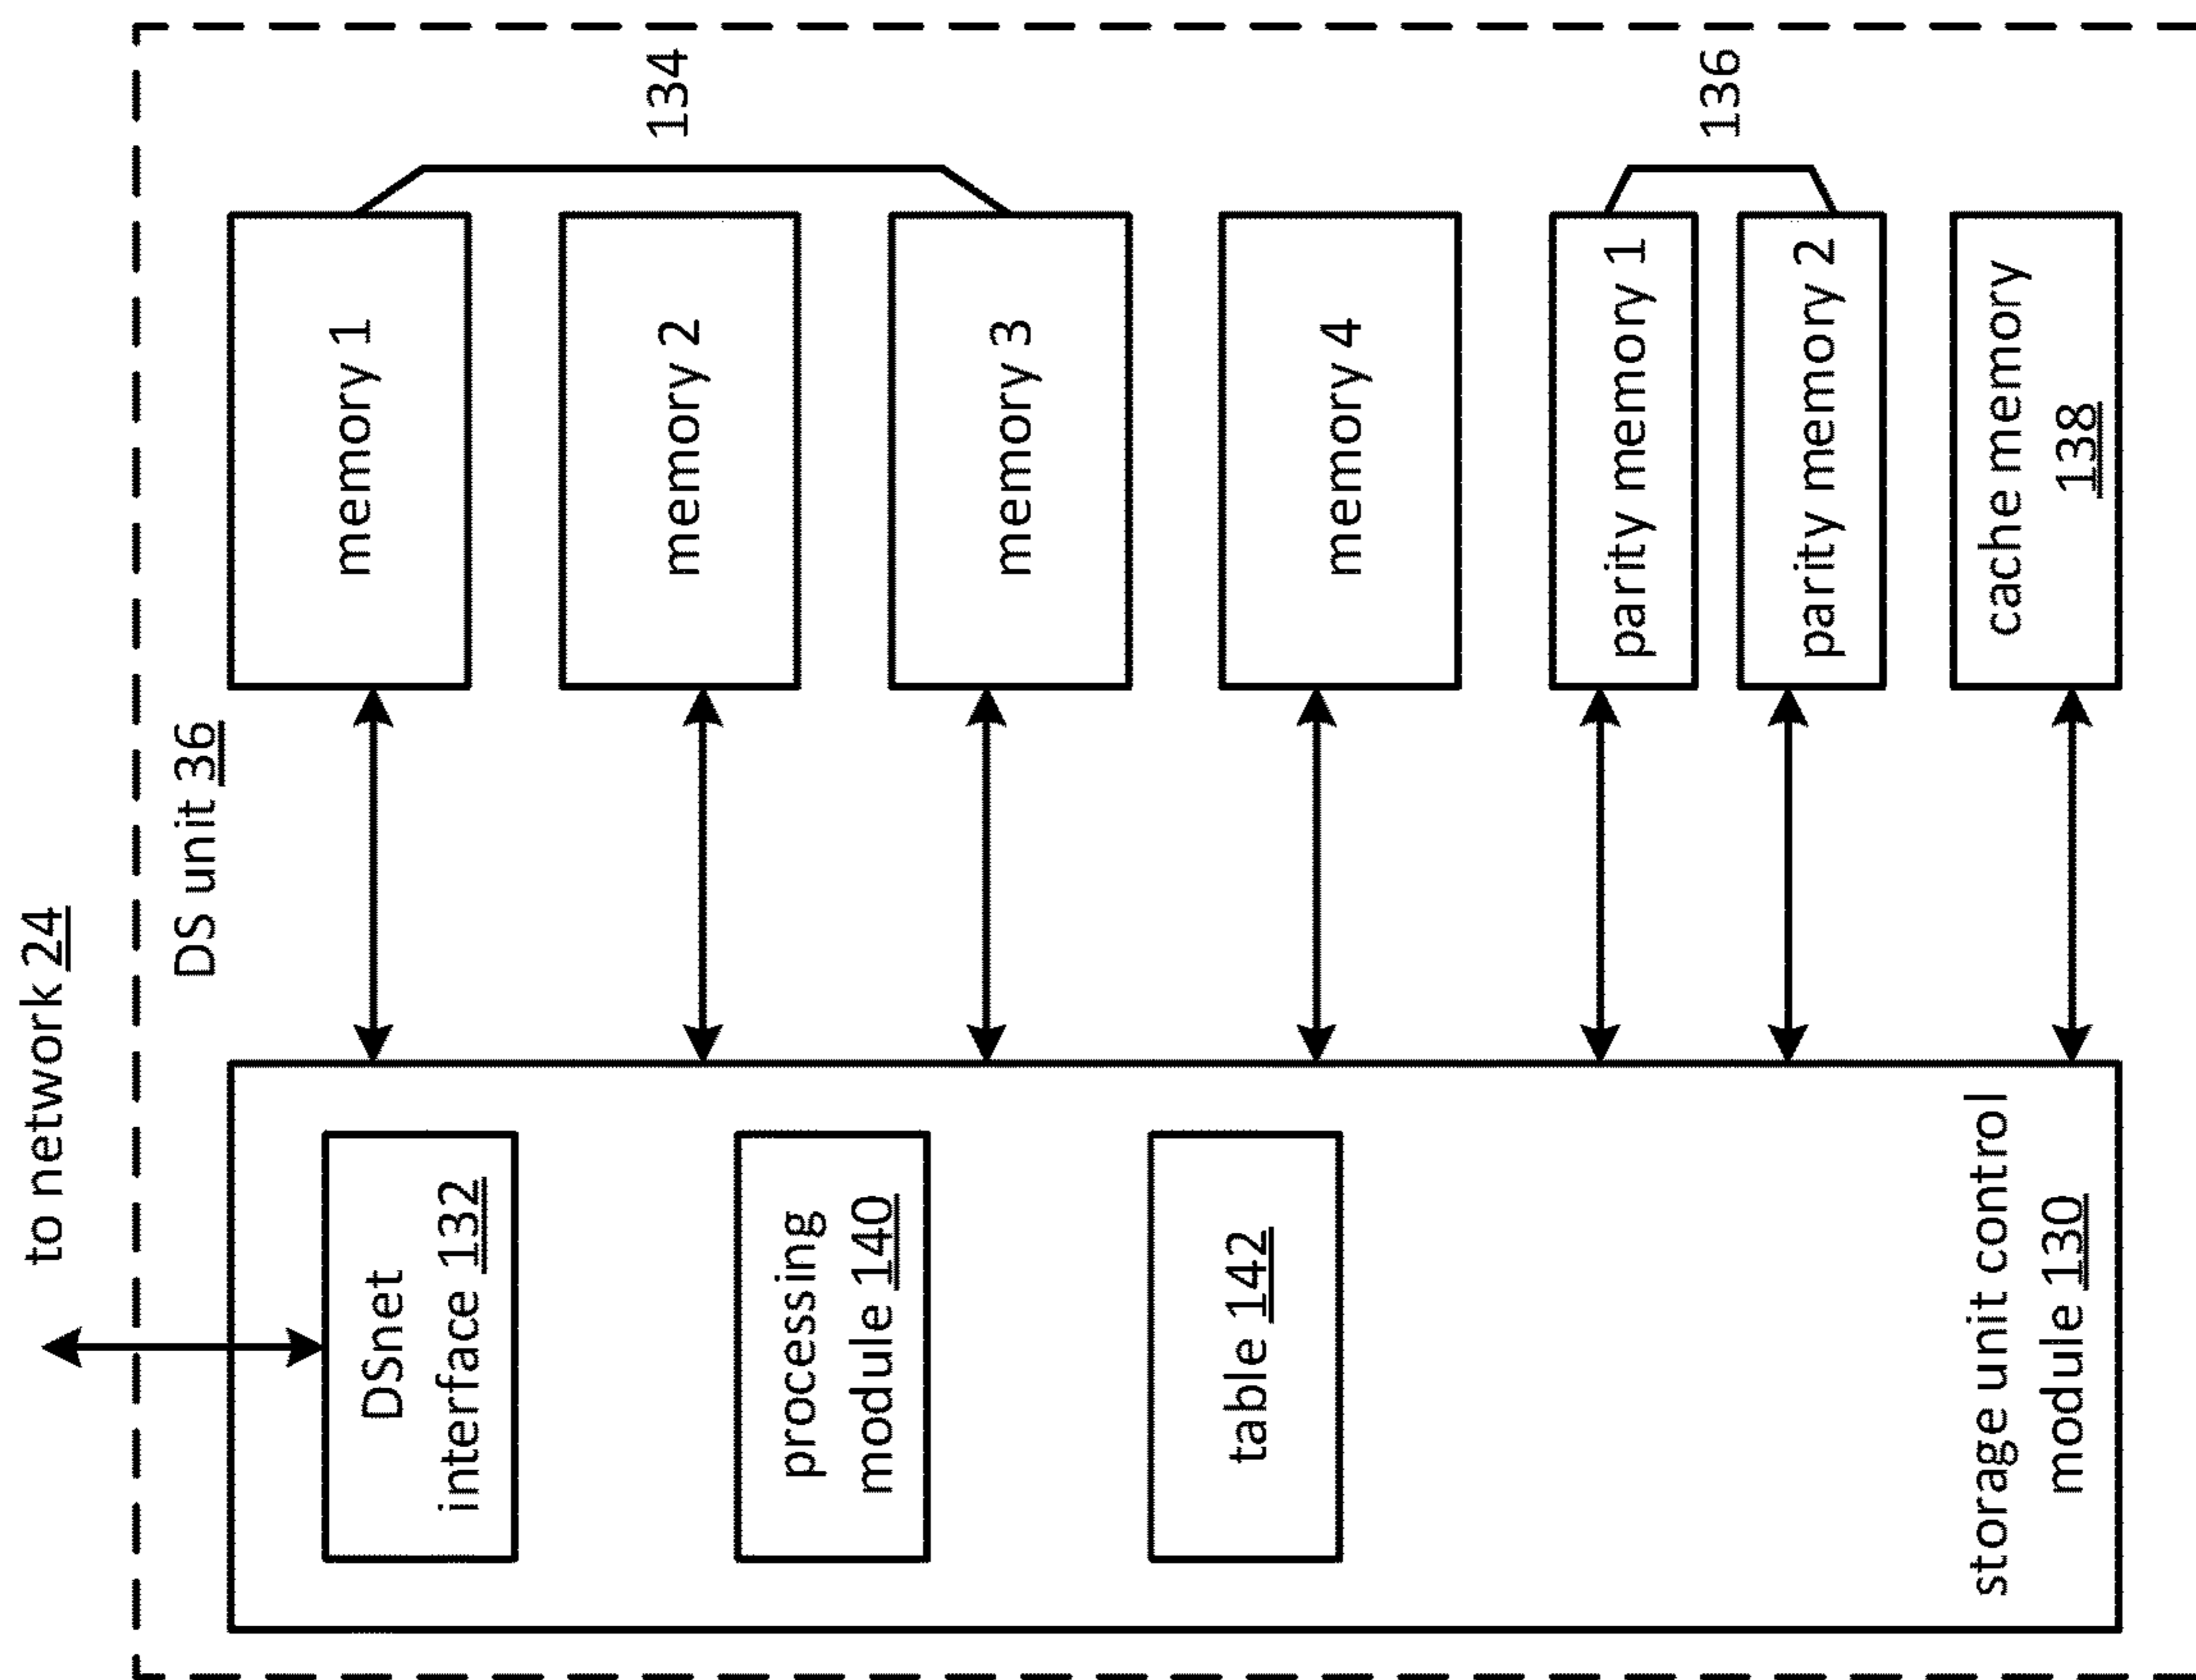 to network 24
DS unit 36
DSnet
interface 132
processing
module 140
table 142
storage unit control
module 130
memory 1
memory 2
memory 3
memory 4
parity memory 1
parity memory 2
cache memory
138
134
136